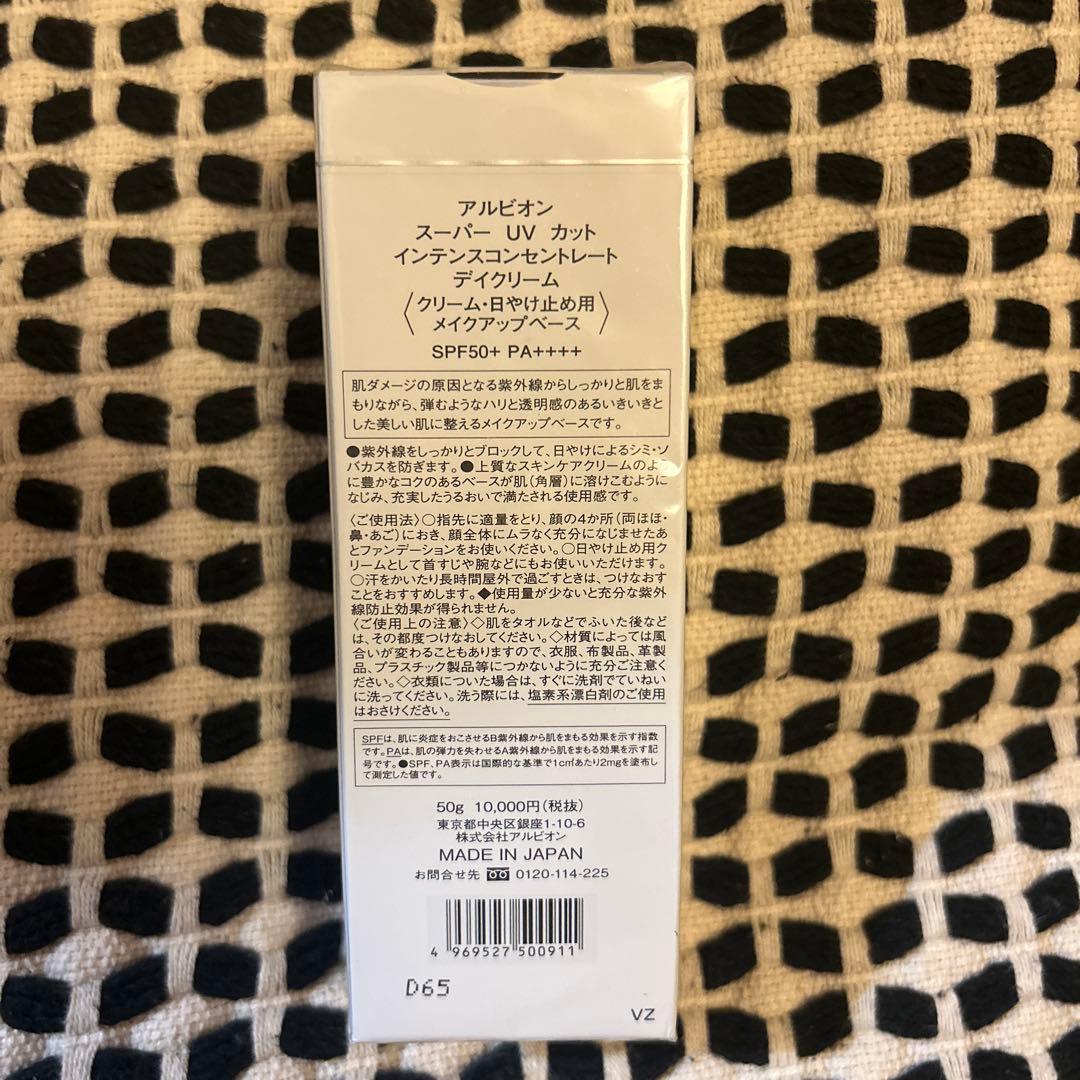 アルビオン
スーパー UV カット
インテンスコンセントレート
デイクリーム
〈クリーム・日やけ止め用
メイクアップベース〉
SPF50+ PA++++
肌ダメージの原因となる紫外線からしっかりと肌をま
もりながら、弾むようなハリと透明感のあるいきいきと
した美しい肌に整えるメイクアップベースです。
●紫外線をしっかりとブロックして、日やけによるシミ・ソ
バカスを防ぎます。●上質なスキンケアクリームのよう
に豊かなコクのあるベースが肌(角層)に溶けこむように
なじみ、充実したうるおいで満たされる使用感です。
〈ご使用法〉○指先に適量をとり、顔の4か所(両ほほ・
鼻・あご)におき、顔全体にムラなく充分になじませたあ
とファンデーションをお使いください。○日やけ止め用ク
リームとして首すじや腕などにもお使いいただけます。
○汗をかいたり長時間屋外で過ごすときは、つけなおす
ことをおすすめします。◆使用量が少ないと充分な紫外
線防止効果が得られません。
〈ご使用上の注意〉◇肌をタオルなどでふいた後など
は、その都度つけなおしてください。◇材質によっては風
合いが変わることもありますので、衣服、布製品、革製
品、プラスチック製品等につかないように充分ご注意く
ださい。◇衣類についた場合は、すぐに洗剤でていねい
に洗ってください。洗う際には、塩素系漂白剤のご使用
はおさけください。
SPFは、肌に炎症をおこさせるB紫外線から肌をまもる効果を示す指数
です。PAは、肌の弾力を失わせるA紫外線から肌をまもる効果を示す記
号です。●SPF、PA表示は国際的な基準で1c㎡あたり2mgを塗布し
て測定した値です。
50g 10,000円(税抜)
東京都中央区銀座1-10-6
株式会社アルビオン
MADE IN JAPAN
お問合せ先 0120-114-225
4 969527 500911
D65
VZ